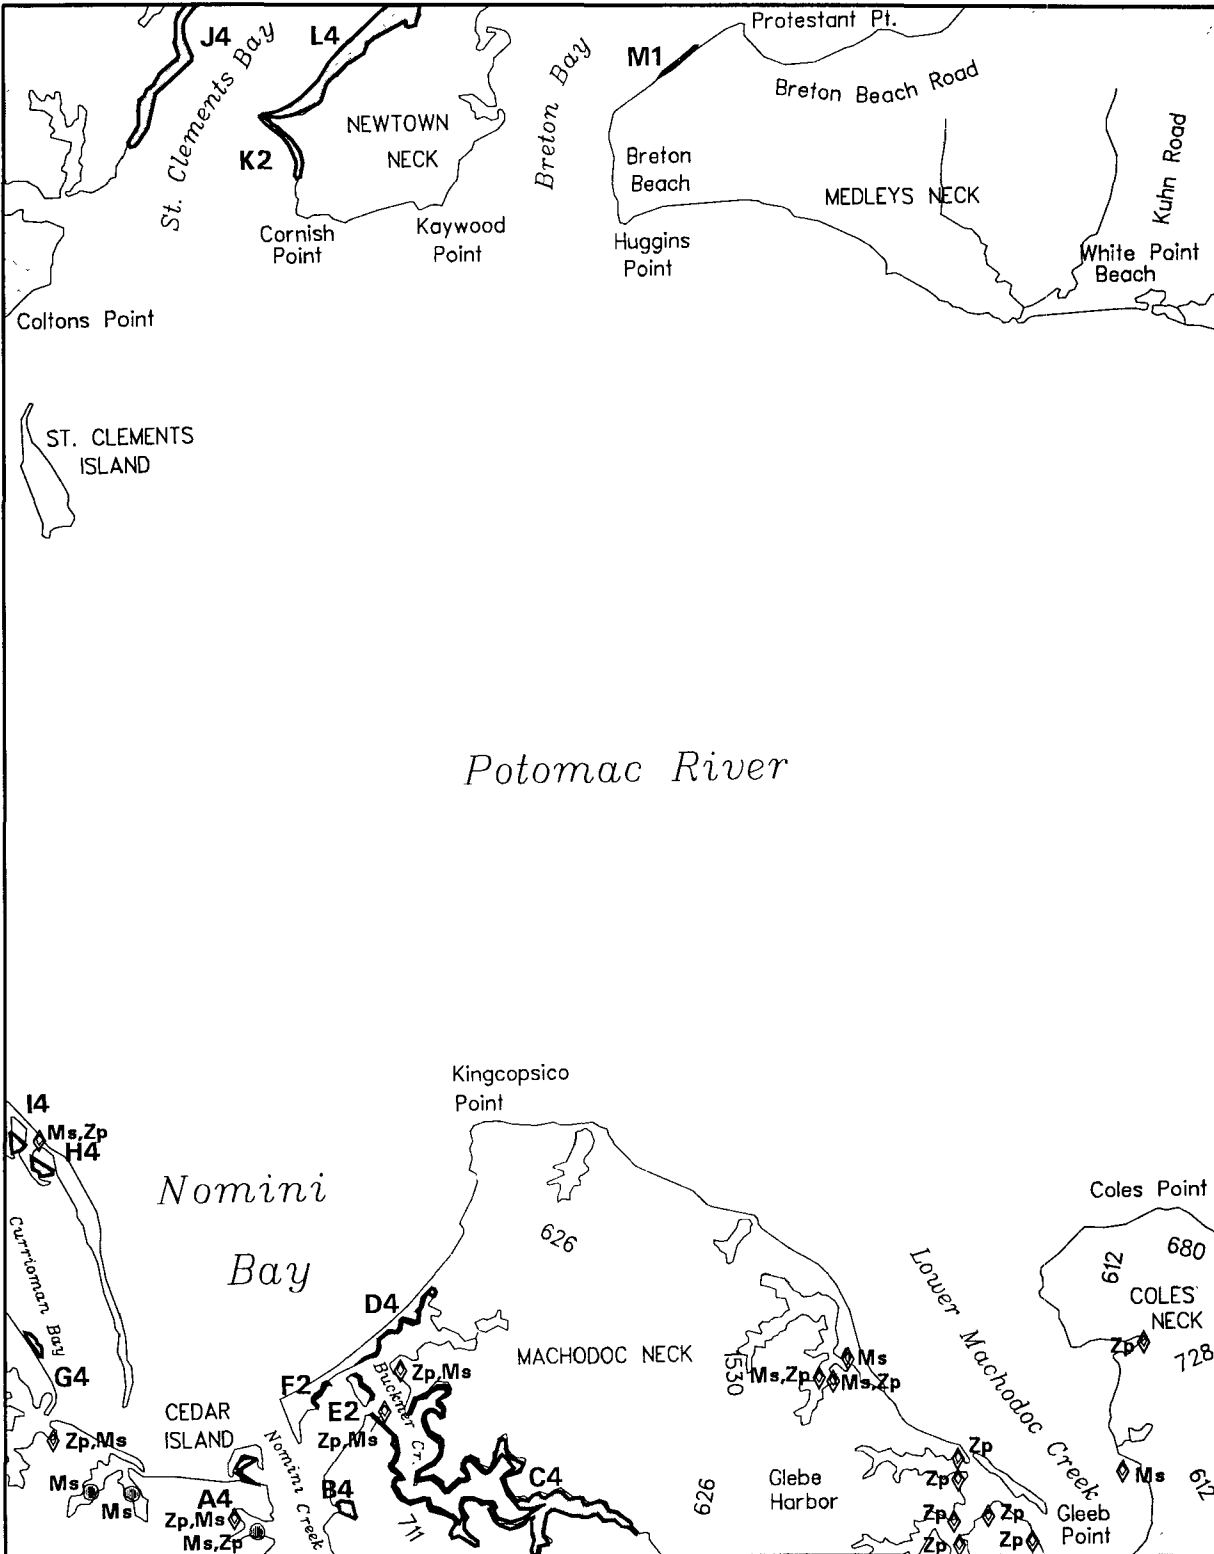 Protestant Pt.
J4
L4
M1
St. Clements Bay
Breton Bay
Breton Beach Road
NEWTOWN
NECK
K2
Kuhn Road
Breton
Beach
MEDLEYS NECK
Cornish
Point
Kaywood
Point
Huggins
Point
White Point
Beach
Coltons Point
ST. CLEMENTS
ISLAND
Potomac River
Kingcopsico
Point
I4
Ms,Zp
H4
Nomini
Bay
Coles Point
626
680
612
Currioman Bay
Lower Machodoc Creek
COLES
NECK
D4
Zp
728
MACHODOC NECK
G4
Zp,Ms
Buckner Cr.
1530
Ms
Ms,Zp
Ms,Zp
F2
E2
CEDAR
ISLAND
Zp,Ms
Zp,Ms
Nomini Creek
Zp
Ms
Zp
612
Ms
Ms
A4
B4
C4
626
Glebe
Harbor
Zp,Ms
Ms,Zp
711
Zp
Zp
Gleeb
Point
Zp
Zp